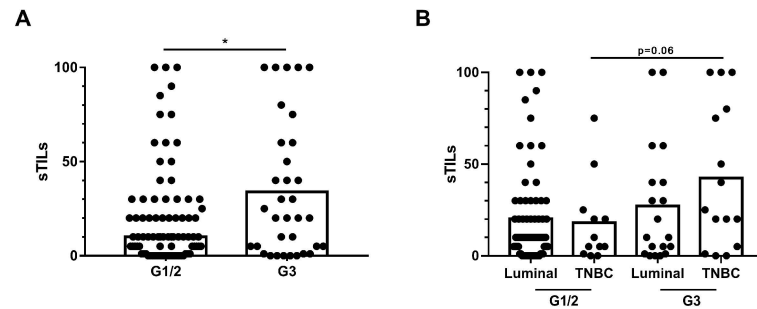 A
*
sTILs
100
50
0
G1/2
G3
B
p=0.06
sTILs
100
50
0
Luminal
TNBC
Luminal
TNBC
G1/2
G3